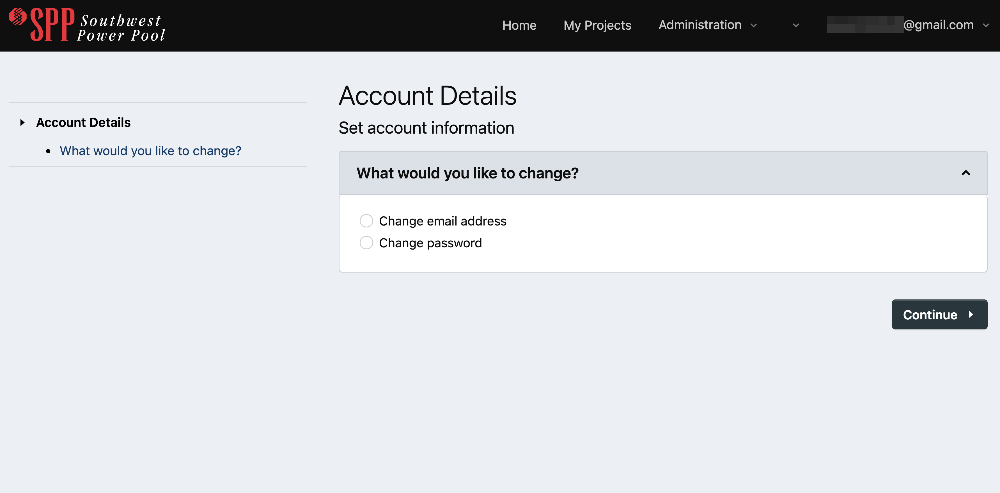 SPP Southwest
Power Pool
Home My Projects Administration @gmail.com
Account Details
What would you like to change?
Account Details
Set account information
What would you like to change?
Change email address
Change password
Continue